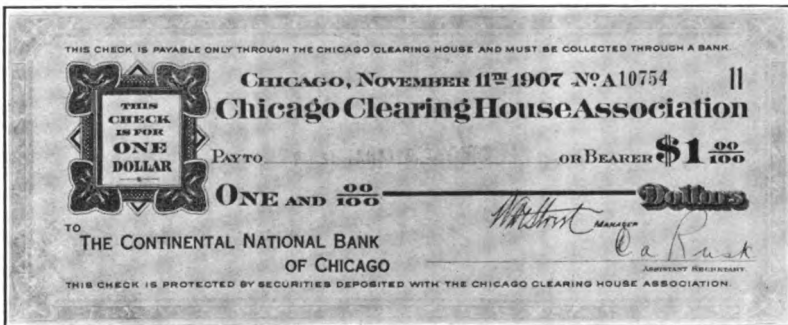 THIS CHECK IS PAYABLE ONLY THROUGH THE CHICAGO CLEARING HOUSE AND MUST BE COLLECTED THROUGH A BANK.
CHICAGO, NOVEMBER 11TH 1907 No A10754 11
Chicago Clearing House Association
THIS
CHECK
IS FOR
ONE
DOLLAR
PAY TO OR BEARER $1 00/100
ONE AND 00/100 Dollars
MANAGER
TO
THE CONTINENTAL NATIONAL BANK
OF CHICAGO
C a Rusk
ASSISTANT SECRETARY
THIS CHECK IS PROTECTED BY SECURITIES DEPOSITED WITH THE CHICAGO CLEARING HOUSE ASSOCIATION.